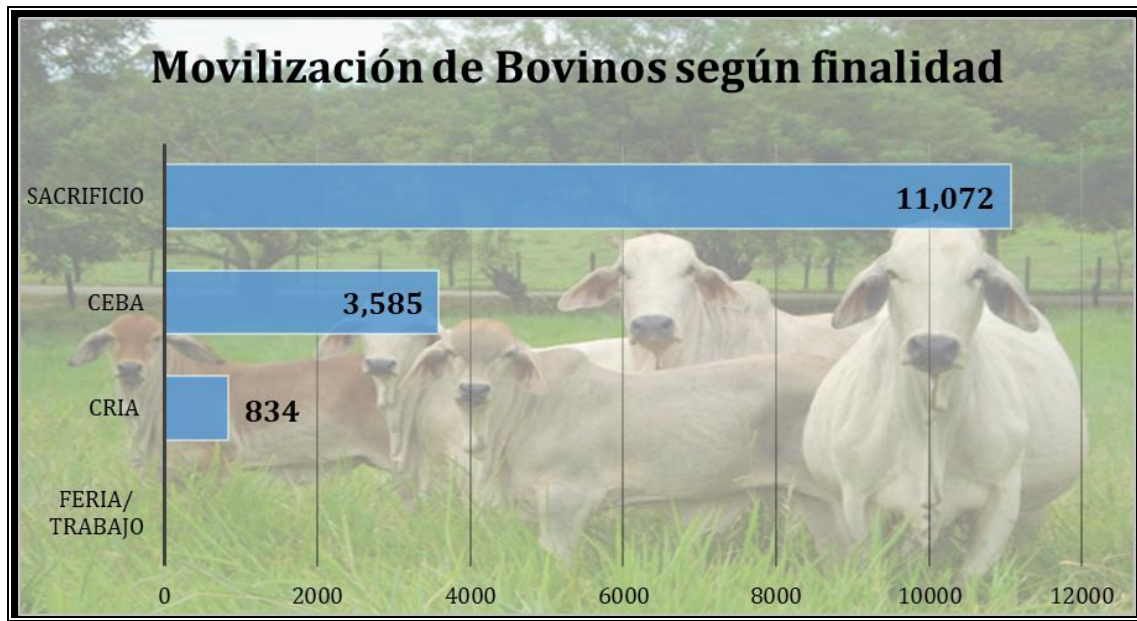 Movilización de Bovinos según finalidad
SACRIFICIO
11,072
CEBA
3,585
CRIA
834
FERIA/
TRABAJO
0 2000 4000 6000 8000 10000 12000